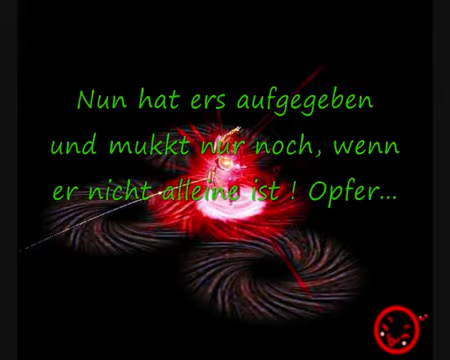 Nun hat ers aufgegeben
und mukkt nur noch, wenn
er nicht alleine ist ! Opfer...